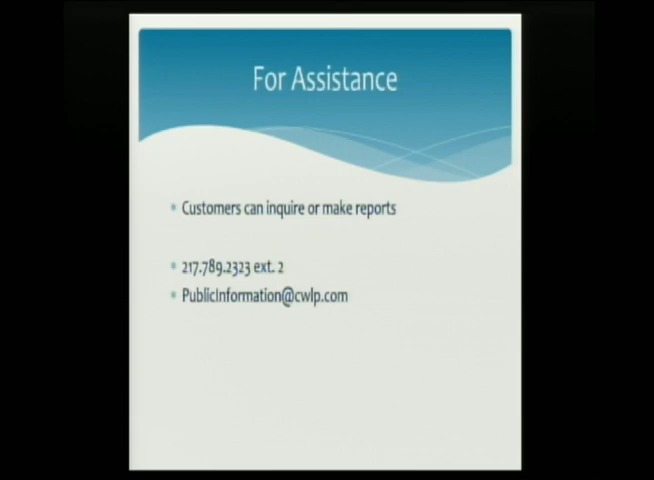 For Assistance
Customers can inquire or make reports
217.789.2323 ext. 2
PublicInformation@cwlp.com